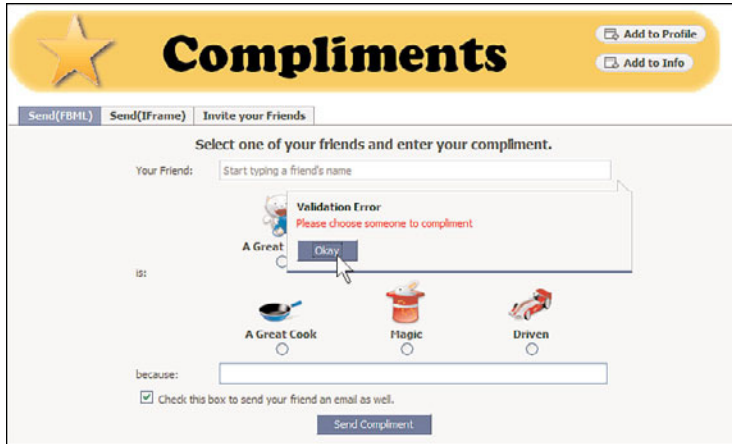 Compliments
Add to Profile
Add to Info
Send(FBML) Send(IFrame) Invite your Friends
Select one of your friends and enter your compliment.
Your Friend: Start typing a friend's name
Validation Error
Please choose someone to compliment
A Great
Okay
is:
A Great Cook Magic Driven
because:
Check this box to send your friend an email as well.
Send Compliment